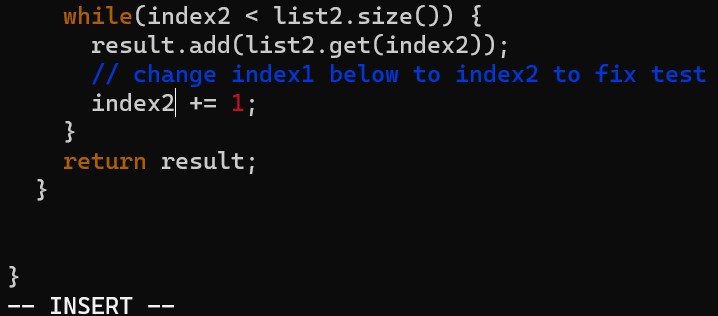 while(index2 < list2.size()) {
result.add(list2.get(index2));
// change index1 below to index2 to fix test
index2 += 1;
}
return result;
}
}
-- INSERT --